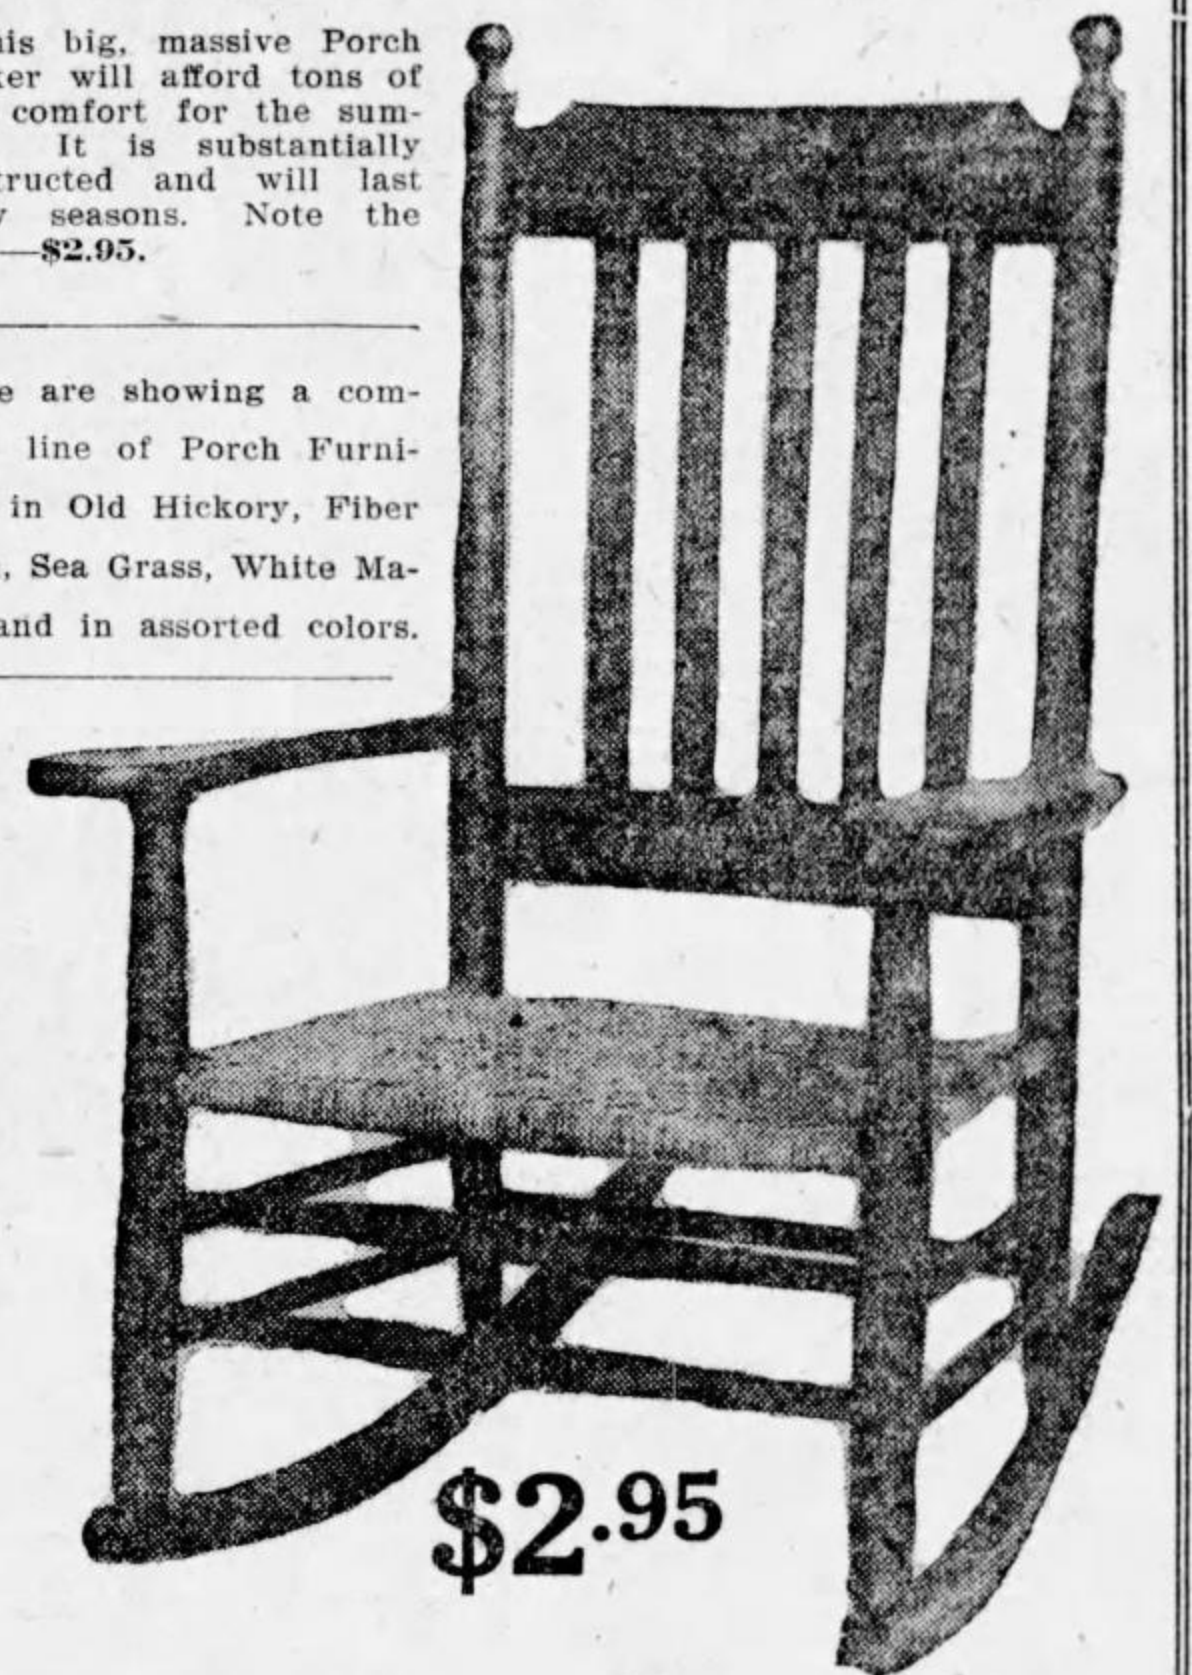 his big, massive Porch
ker will afford tons of
comfort for the sum-
It is substantially
tructed and will last
y seasons. Note the
—$2.95.
e are showing a com-
line of Porch Furni-
in Old Hickory, Fiber
, Sea Grass, White Ma-
and in assorted colors.
$2.95